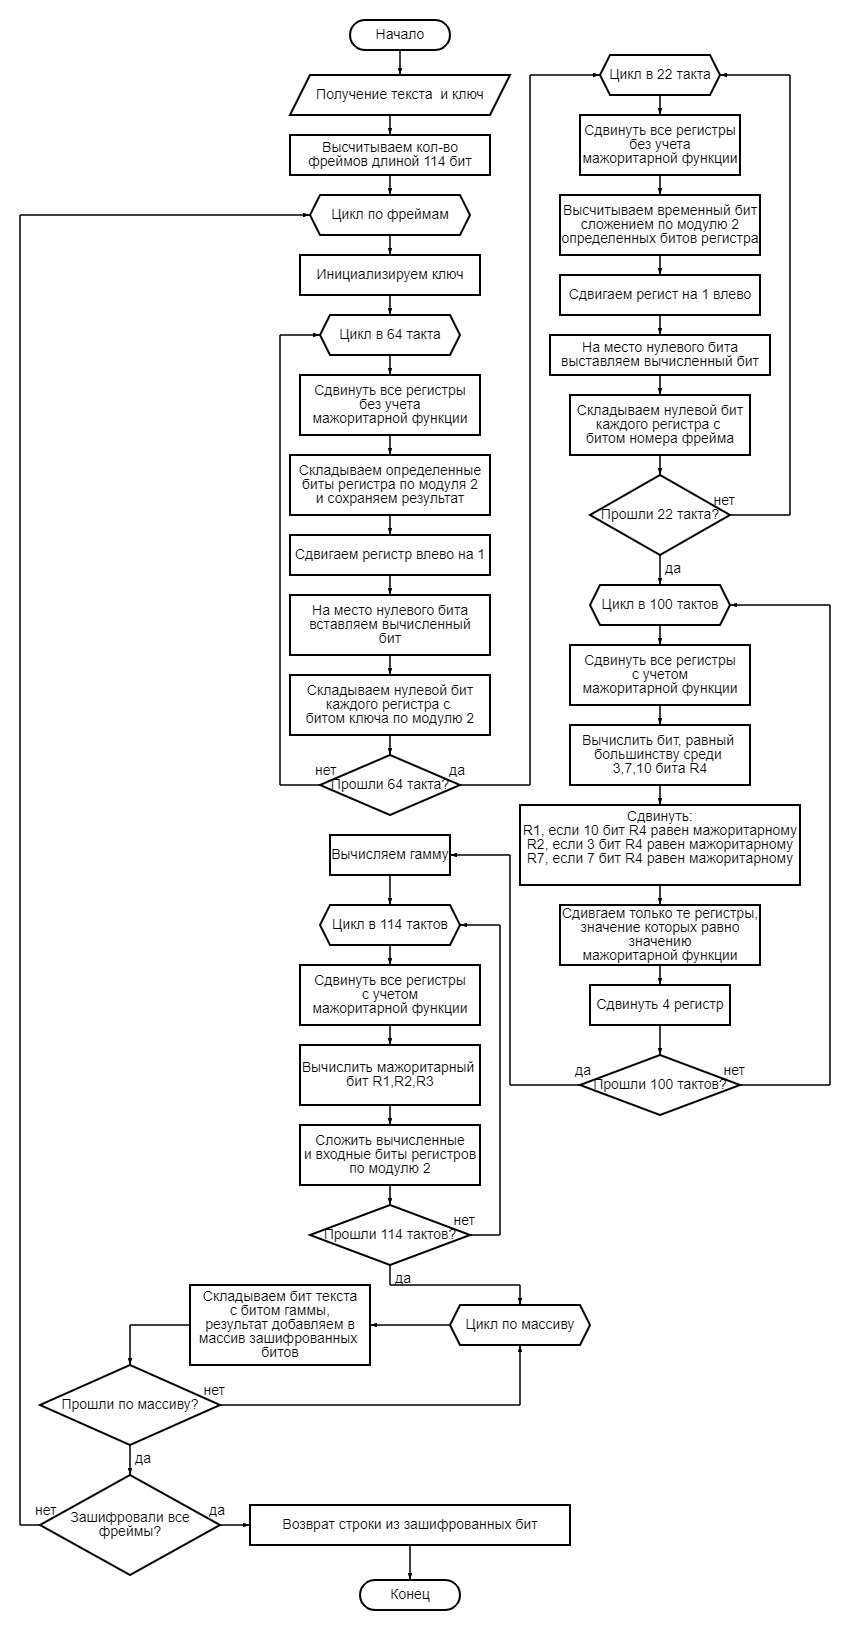 Начало
Получение текста  и ключ
Высчитываем кол-во
фреймов длиной 114 бит
Цикл по фреймам
Инициализируем ключ
Цикл в 64 такта
Сдвинуть все регистры
без учета
мажоритарной функции
Складываем определенные
биты регистра по модуля 2
и сохраняем результат
Сдвигаем регистр влево на 1
На место нулевого бита
вставляем вычисленный
бит
Складываем нулевой бит
каждого регистра с
битом ключа по модулю 2
нет
да
Прошли 64 такта?
Цикл в 22 такта
Сдвинуть все регистры
без учета
мажоритарной функции
Высчитываем временный бит
сложением по модулю 2
определенных битов регистра
Сдвигаем регист на 1 влево
На место нулевого бита
выставляем вычисленный бит
Складываем нулевой бит
каждого регистра с
битом номера фрейма
нет
Прошли 22 такта?
да
Цикл в 100 тактов
Сдвинуть все регистры
с учетом
мажоритарной функции
Вычислить бит, равный
большинству среди
3,7,10 бита R4
Сдвинуть:
R1, если 10 бит R4 равен мажоритарному
R2, если 3 бит R4 равен мажоритарному
R7, если 7 бит R4 равен мажоритарному
Сдивгаем только те регистры,
значение которых равно
значению
мажоритарной функции
Сдвинуть 4 регистр
да
нет
Прошли 100 тактов?
Вычисляем гамму
Цикл в 114 тактов
Сдвинуть все регистры
с учетом
мажоритарной функции
Вычислить мажоритарный
бит R1,R2,R3
Сложить вычисленные
и входные биты регистров
по модулю 2
нет
Прошли 114 тактов?
да
Цикл по массиву
Складываем бит текста
с битом гаммы,
результат добавляем в
массив зашифрованных
битов
нет
Прошли по массиву?
да
нет
да
Зашифровали все
фреймы?
Возврат строки из зашифрованных бит
Конец